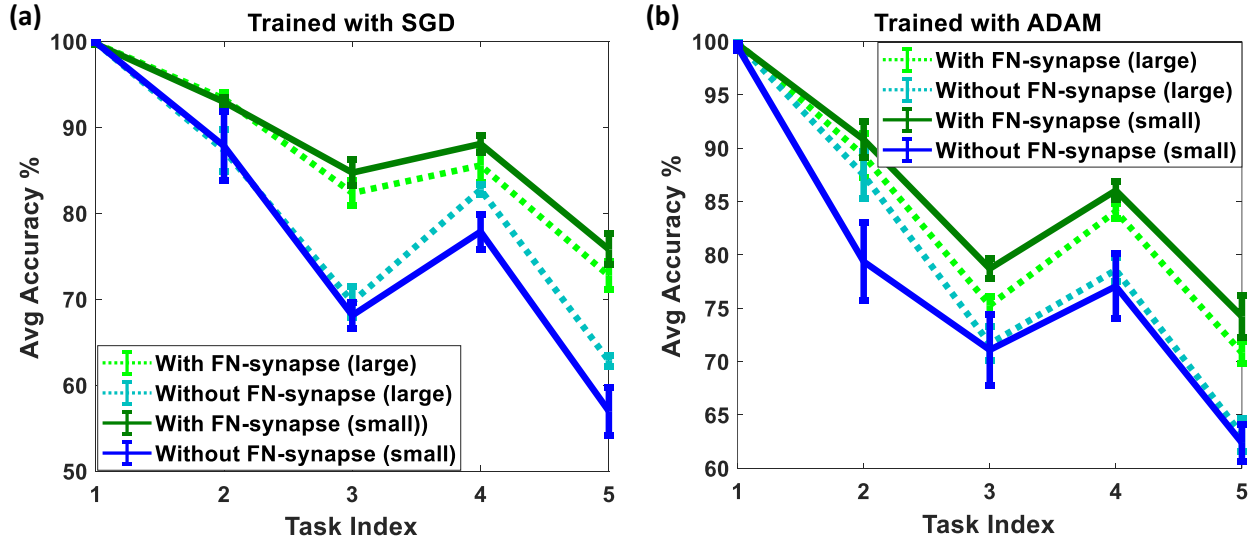 (a)
Trained with SGD
100
90
80
70
60
50
Avg Accuracy %
With FN-synapse (large)
Without FN-synapse (large)
With FN-synapse (small))
Without FN-synapse (small)
1 2 3 4 5
Task Index
(b)
Trained with ADAM
100
95
90
85
80
75
70
65
60
Avg Accuracy %
With FN-synapse (large)
Without FN-synapse (large)
With FN-synapse (small)
Without FN-synapse (small)
1 2 3 4 5
Task Index